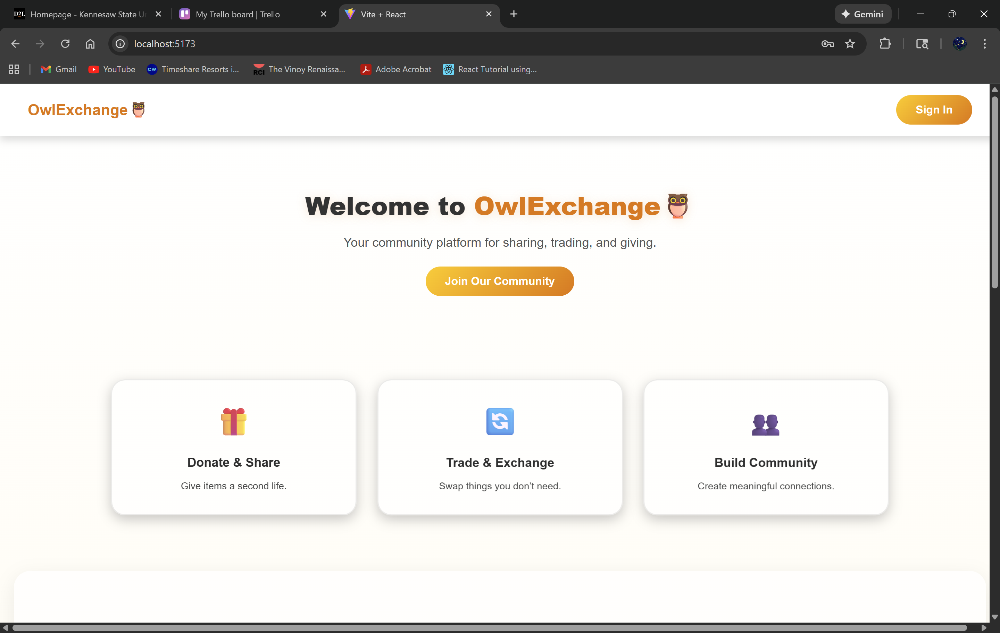 D2L Homepage - Kennesaw State Un
My Trello board | Trello
Vite + React
Gemini
localhost:5173
Gmail
YouTube
CW Timeshare Resorts i...
RCI The Vinoy Renaissa...
Adobe Acrobat
React Tutorial using...
OwlExchange
Sign In
Welcome to OwlExchange
Your community platform for sharing, trading, and giving.
Join Our Community
Donate & Share
Give items a second life.
Trade & Exchange
Swap things you don’t need.
Build Community
Create meaningful connections.